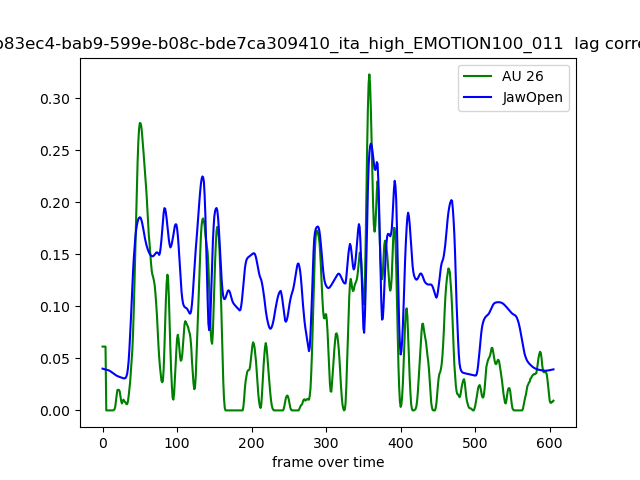 b83ec4-bab9-599e-b08c-bde7ca309410_ita_high_EMOTION100_011 lag corre
AU 26
JawOpen
0.30
0.25
0.20
0.15
0.10
0.05
0.00
0 100 200 300 400 500 600
frame over time